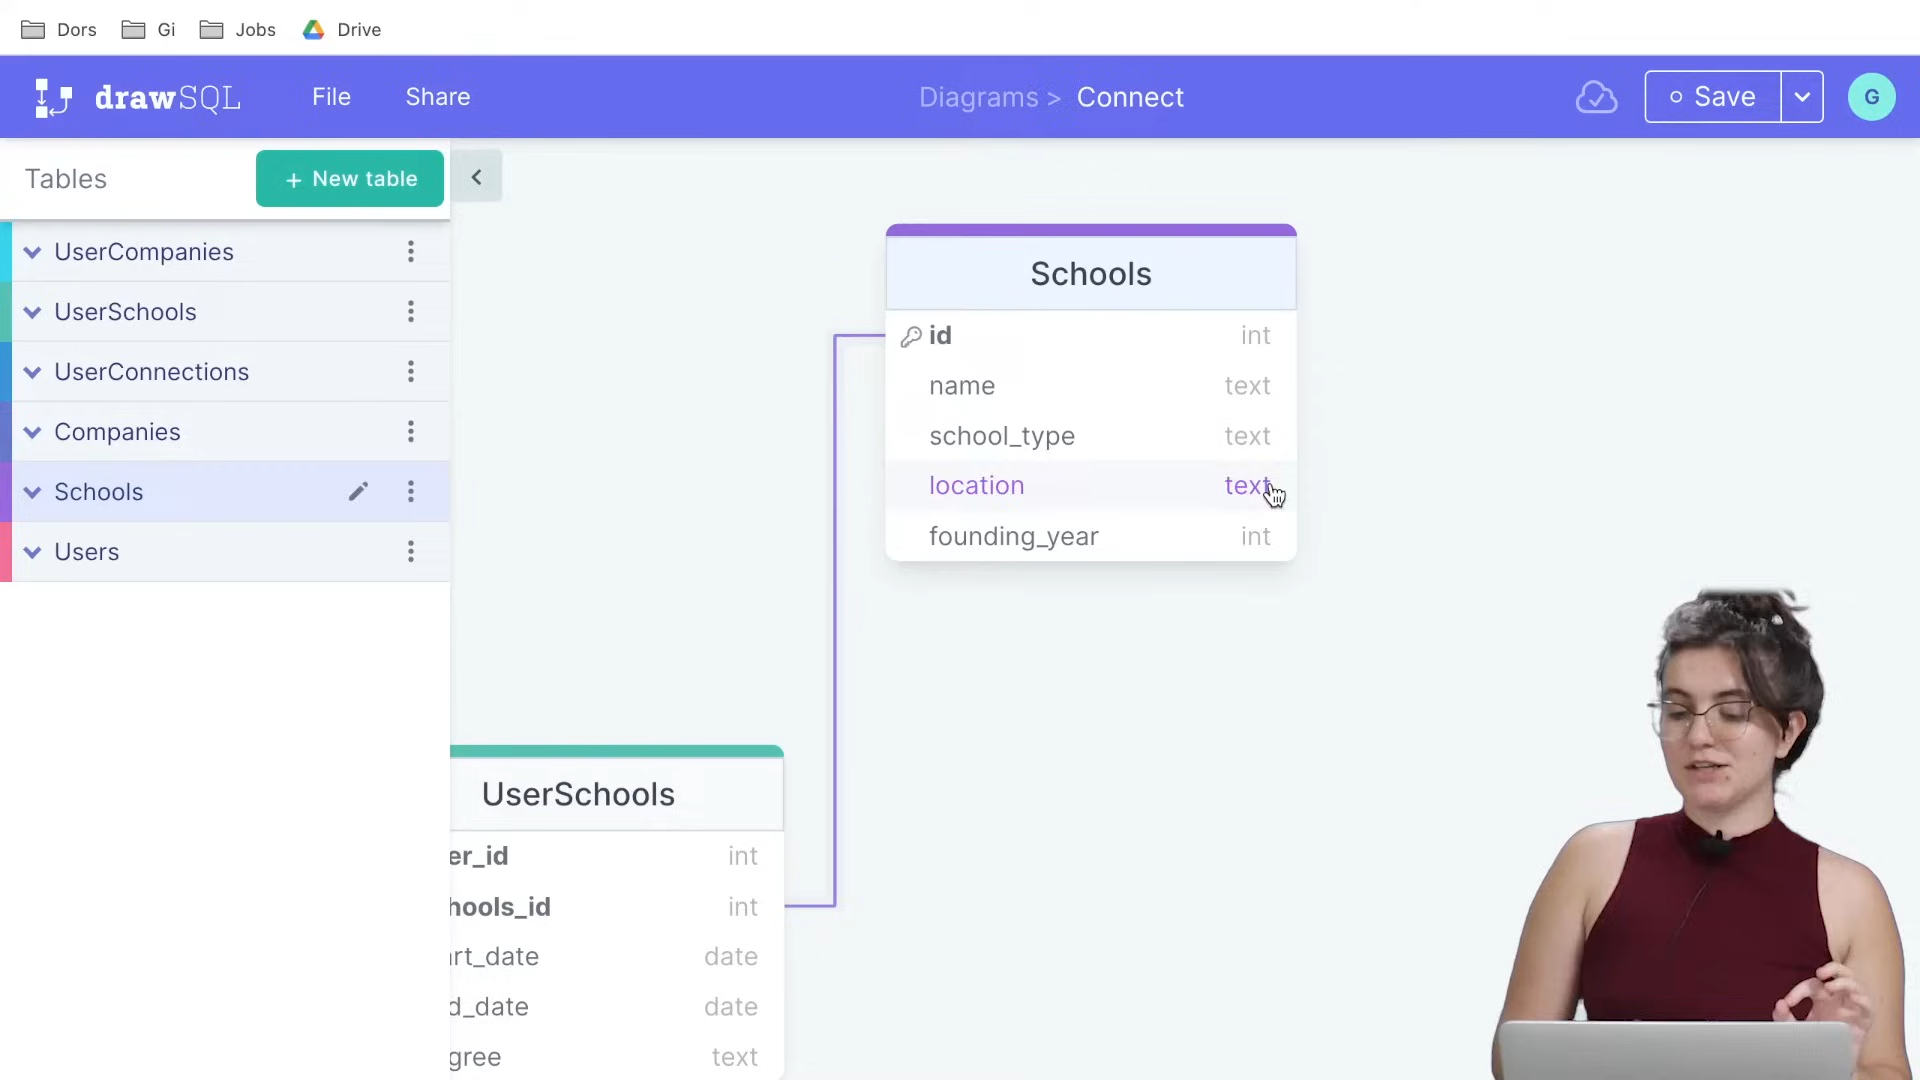 Dors Gi Jobs Drive
drawSQL File Share Diagrams > Connect Save G
Tables + New table
UserCompanies
UserSchools
UserConnections
Companies
Schools
Users
Schools
id int
name text
school_type text
location text
founding_year int
UserSchools
er_id int
hools_id int
art_date date
d_date date
gree text